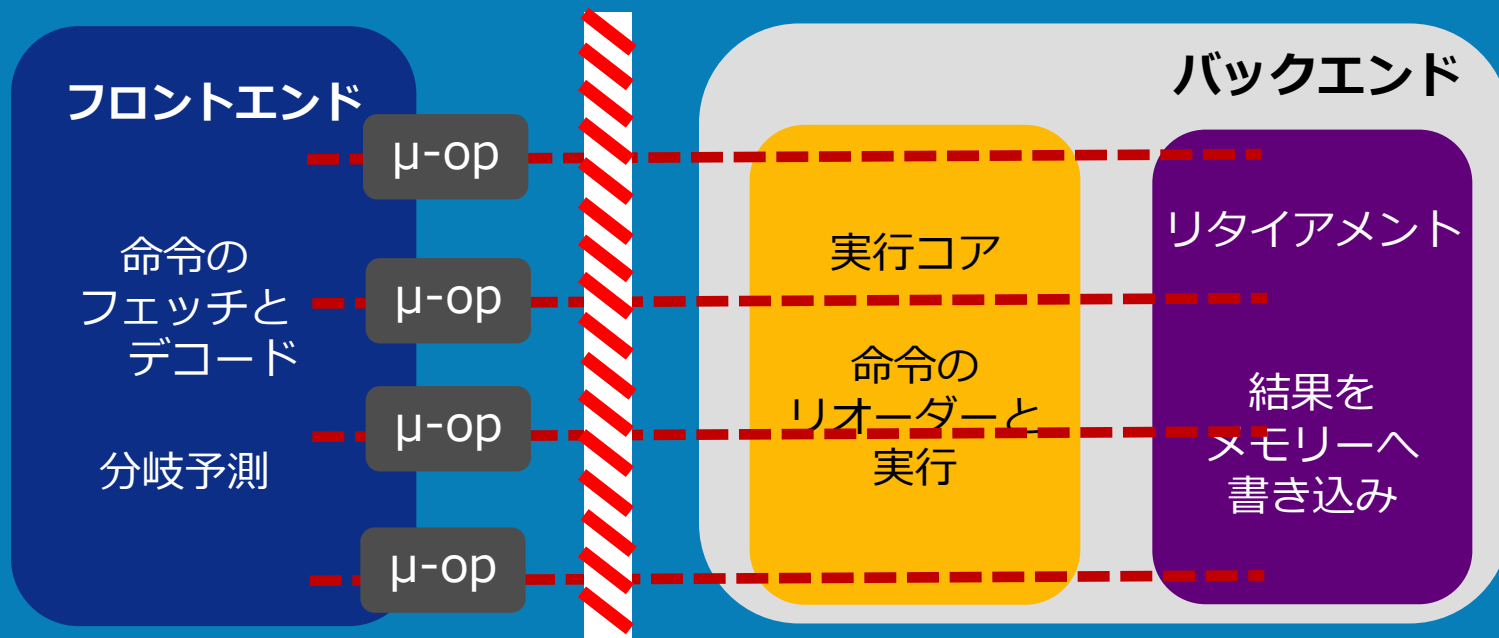 フロントエンド
命令の
フェッチと
デコード
分岐予測
μ-op
μ-op
μ-op
μ-op
バックエンド
実行コア
命令の
リオーダーと
実行
リタイアメント
結果を
メモリーへ
書き込み